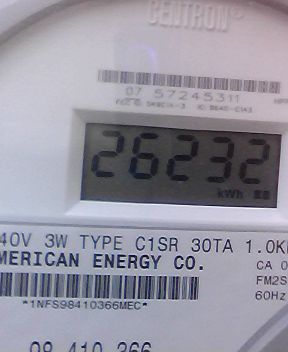 CENTRON®
07 57245311
26232
kWh
40V 3W TYPE C1SR 30TA 1.0K
MERICAN ENERGY CO.
CA 0
FM2S
60Hz
*1NFS98410366MEC*
98 410 366